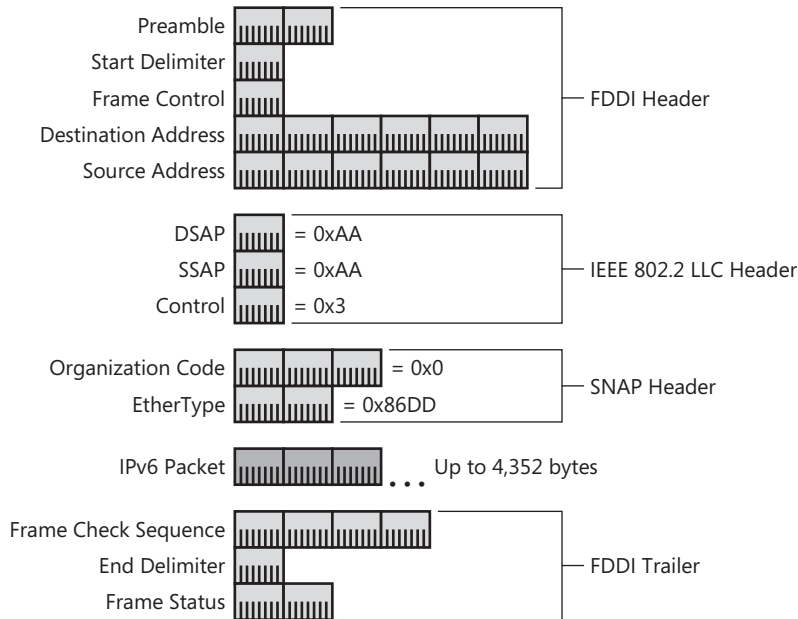 Preamble
Start Delimiter
Frame Control
FDDI Header
Destination Address
Source Address
DSAP = 0xAA
SSAP = 0xAA
IEEE 802.2 LLC Header
Control = 0x3
Organization Code = 0x0
SNAP Header
EtherType = 0x86DD
IPv6 Packet ... Up to 4,352 bytes
Frame Check Sequence
End Delimiter
FDDI Trailer
Frame Status